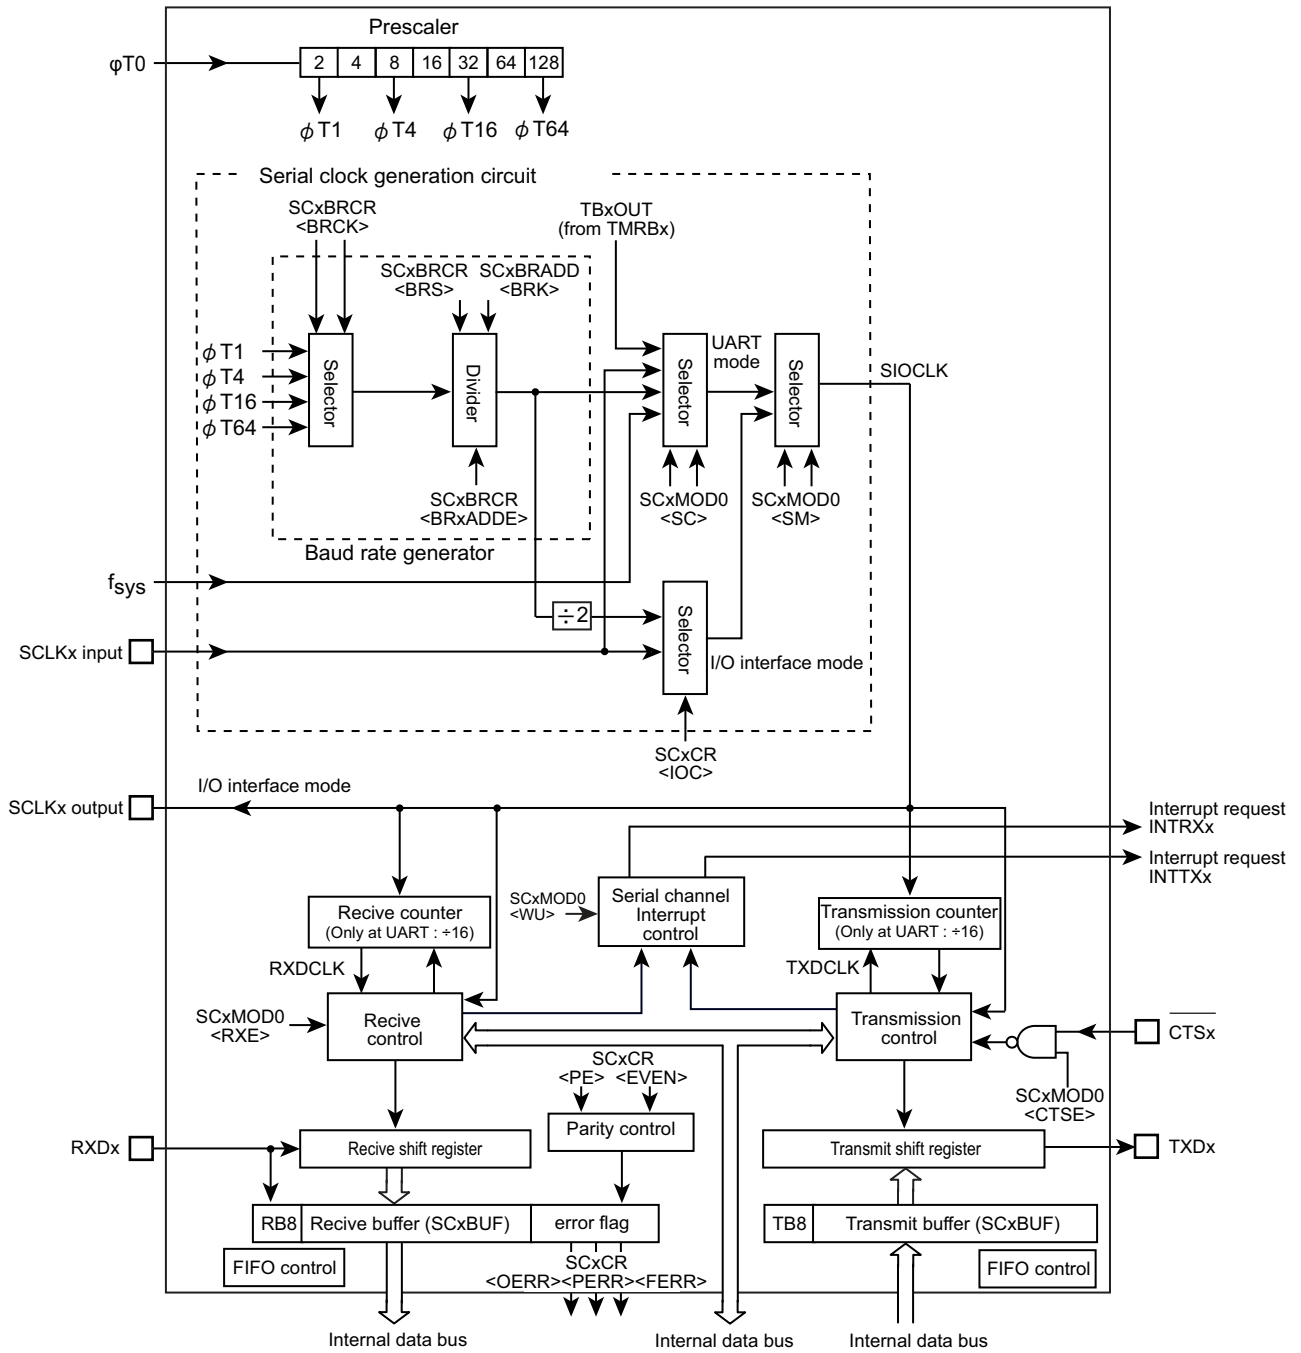 Prescaler
φT0
2 4 8 16 32 64 128
ϕT1 ϕT4 ϕT16 ϕT64
Serial clock generation circuit
SCxBRCR
<BRCK>
TBxOUT
(from TMRBx)
SCxBRCR
<BRS>
SCxBRADD
<BRK>
ϕT1
ϕT4
ϕT16
ϕT64
Selector
Divider
Selector
UART
mode
Selector
SIOCLK
SCxBRCR
<BRxADDE>
SCxMOD0
<SC>
SCxMOD0
<SM>
Baud rate generator
fsys
÷2
Selector
SCLKx input
I/O interface mode
SCxCR
<IOC>
I/O interface mode
SCLKx output
Interrupt request
INTRXx
Interrupt request
INTTXx
SCxMOD0
<WU>
Serial channel
Interrupt
control
Recive counter
(Only at UART : ÷16)
Transmission counter
(Only at UART : ÷16)
RXDCLK
TXDCLK
SCxMOD0
<RXE>
Recive
control
Transmission
control
CTSx
SCxMOD0
<CTSE>
SCxCR
<PE> <EVEN>
Parity control
RXDx
Recive shift register
Transmit shift register
TXDx
RB8
Recive buffer (SCxBUF)
error flag
TB8
Transmit buffer (SCxBUF)
FIFO control
SCxCR
<OERR><PERR><FERR>
FIFO control
Internal data bus
Internal data bus
Internal data bus